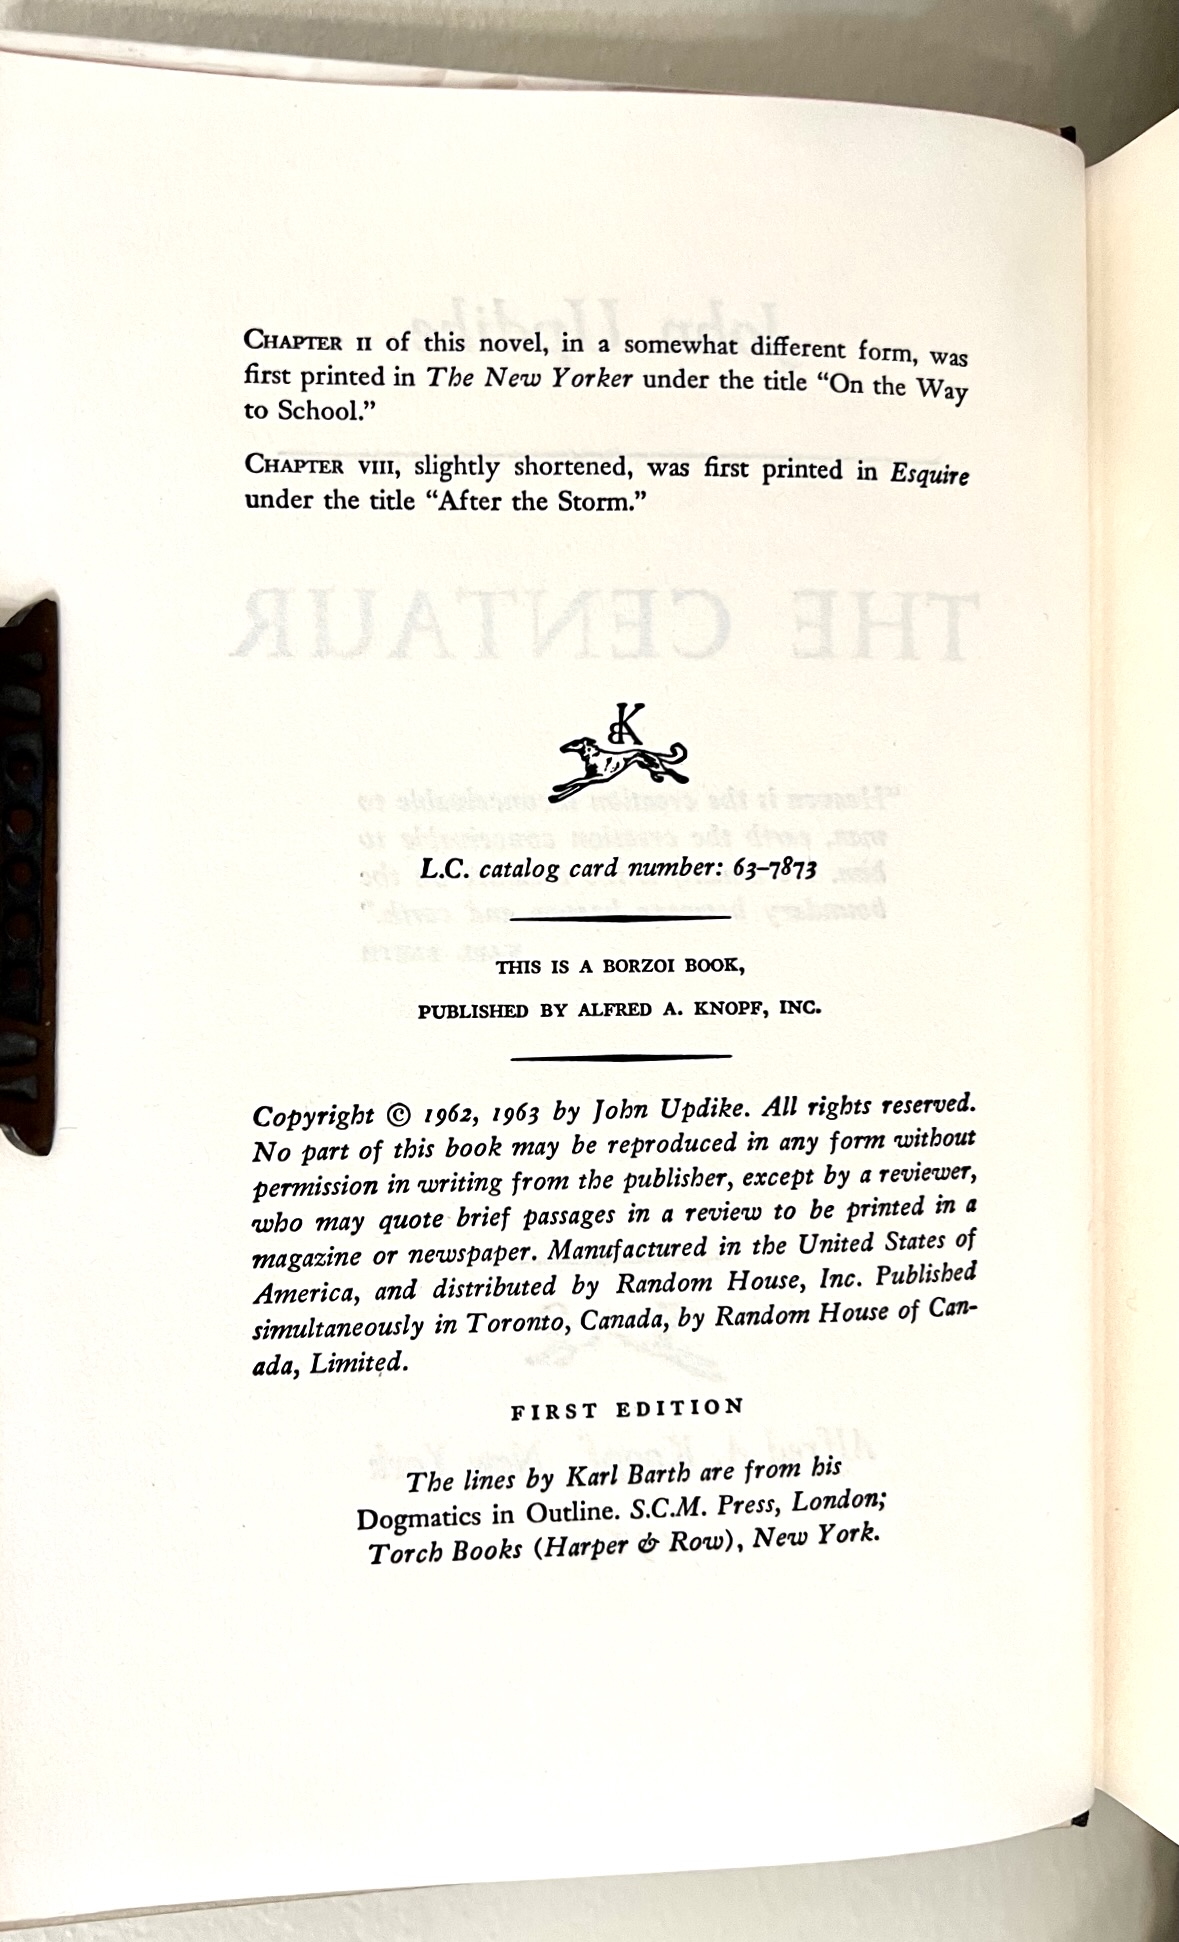 CHAPTER II of this novel, in a somewhat different form, was
first printed in The New Yorker under the title “On the Way
to School.”
CHAPTER VIII, slightly shortened, was first printed in Esquire
under the title “After the Storm.”
THE CENTAUR
BK
L.C. catalog card number: 63–7873
THIS IS A BORZOI BOOK,
PUBLISHED BY ALFRED A. KNOPF, INC.
Copyright © 1962, 1963 by John Updike. All rights reserved.
No part of this book may be reproduced in any form without
permission in writing from the publisher, except by a reviewer,
who may quote brief passages in a review to be printed in a
magazine or newspaper. Manufactured in the United States of
America, and distributed by Random House, Inc. Published
simultaneously in Toronto, Canada, by Random House of Can-
ada, Limited.
FIRST EDITION
The lines by Karl Barth are from his
Dogmatics in Outline. S.C.M. Press, London;
Torch Books (Harper & Row), New York.